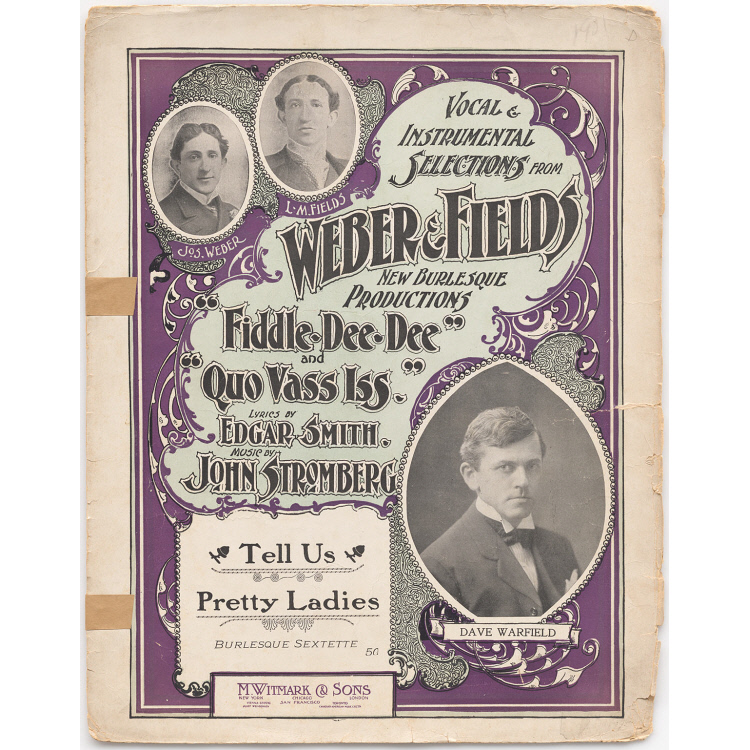 Jos. Weber
L. M. Fields
Vocal &
Instrumental
Selections from
Weber & Fields
New Burlesque
Productions
"Fiddle-Dee-Dee"
and
"Quo Vass Iss."
Lyrics by
Edgar Smith.
Music by
John Stromberg
Tell Us
Pretty Ladies
Burlesque Sextette
50
Dave Warfield
M. Witmark & Sons
New York Chicago London
San Francisco Toronto